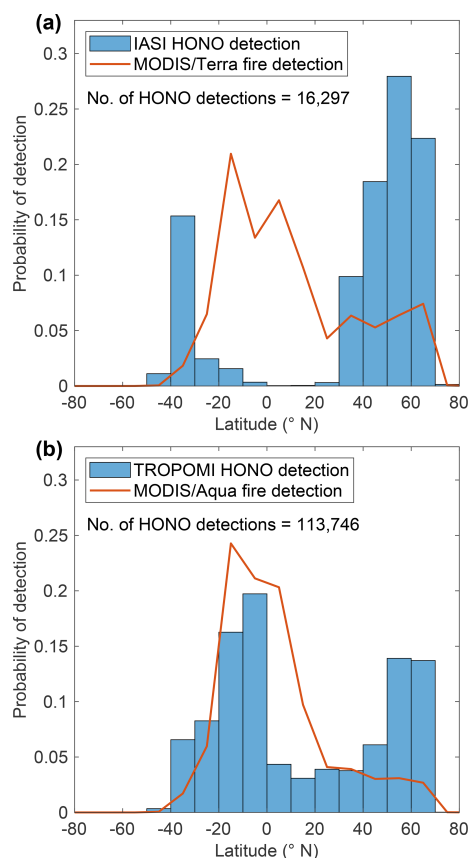 (a)
IASI HONO detection
MODIS/Terra fire detection
No. of HONO detections = 16,297
Probability of detection
0.3
0.25
0.2
0.15
0.1
0.05
0
-80 -60 -40 -20 0 20 40 60 80
Latitude (° N)
(b)
TROPOMI HONO detection
MODIS/Aqua fire detection
No. of HONO detections = 113,746
Probability of detection
0.3
0.25
0.2
0.15
0.1
0.05
0
-80 -60 -40 -20 0 20 40 60 80
Latitude (° N)